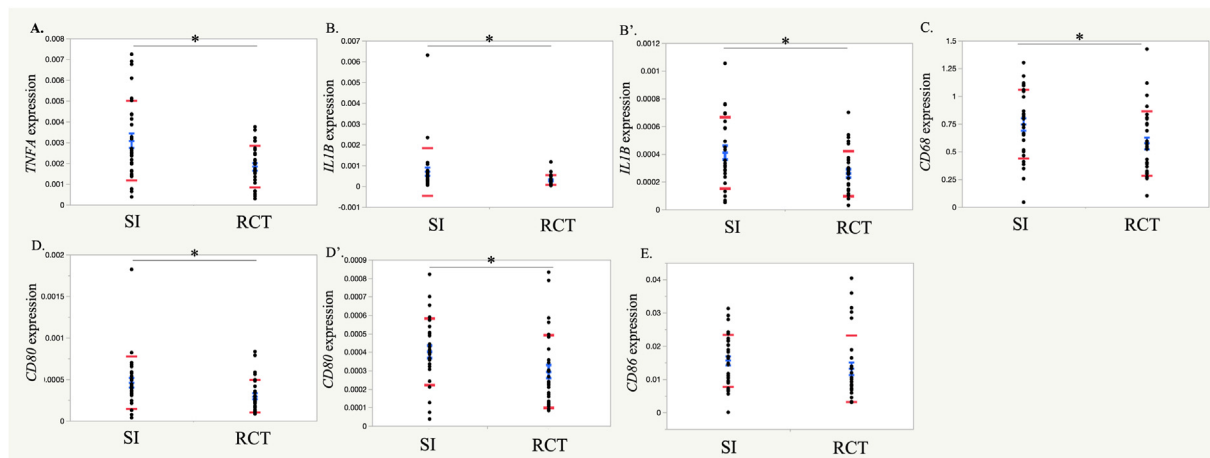 A.
*
TNFA expression
0.008
0.007
0.006
0.005
0.004
0.003
0.002
0.001
0
SI RCT
B.
*
IL1B expression
0.007
0.006
0.005
0.004
0.003
0.002
0.001
0
-0.001
SI RCT
B'.
*
IL1B expression
0.0012
0.001
0.0008
0.0006
0.0004
0.0002
0
SI RCT
C.
*
CD68 expression
1.5
1.25
1
0.75
0.5
0.25
0
SI RCT
D.
*
CD80 expression
0.002
0.0015
0.001
0.0005
0
SI RCT
D'.
*
CD80 expression
0.0009
0.0008
0.0007
0.0006
0.0005
0.0004
0.0003
0.0002
0.0001
0
SI RCT
E.
CD86 expression
0.04
0.03
0.02
0.01
0
SI RCT